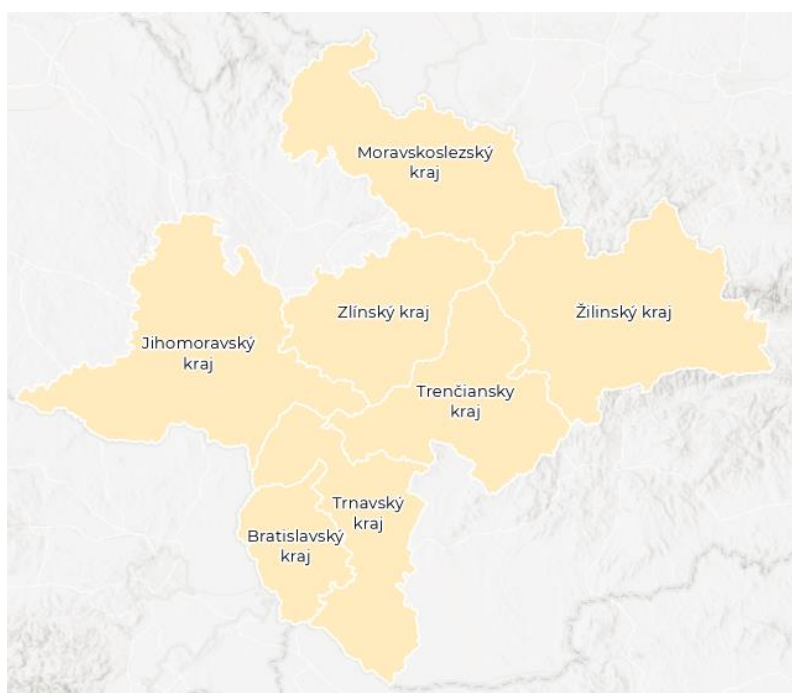 Moravskoslezský
kraj
Zlínský kraj
Žilinský kraj
Jihomoravský
kraj
Trenčiansky
kraj
Trnavský
kraj
Bratislavský
kraj